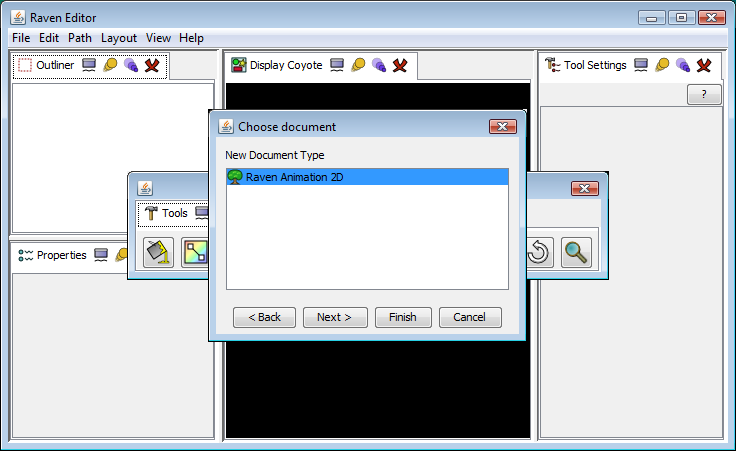 Raven Editor
File Edit Path Layout View Help
Outliner
Display Coyote
Tool Settings
?
Choose document
New Document Type
Raven Animation 2D
Tools
Properties
< Back Next > Finish Cancel